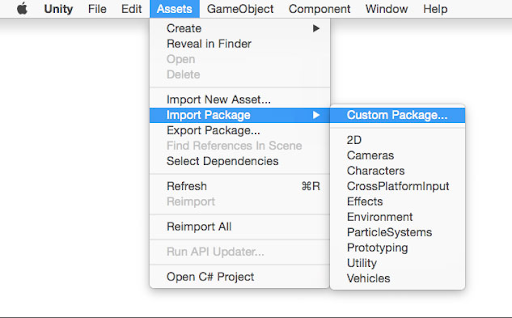 Unity File Edit Assets GameObject Component Window Help
Create
Reveal in Finder
Open
Delete
Import New Asset...
Import Package
Custom Package...
Export Package...
Find References In Scene
Select Dependencies
Refresh ⌘R
Reimport
Reimport All
Run API Updater...
Open C# Project
2D
Cameras
Characters
CrossPlatformInput
Effects
Environment
ParticleSystems
Prototyping
Utility
Vehicles